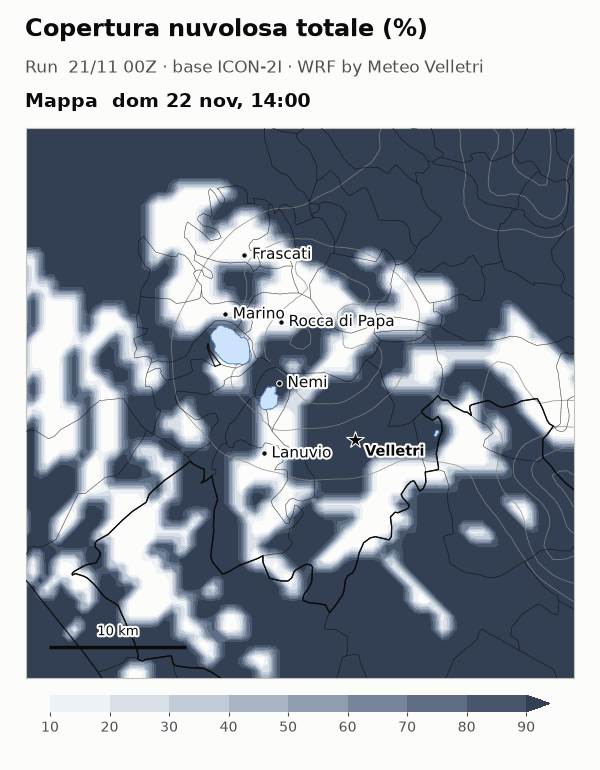 Copertura nuvolosa totale (%)
Run  21/11 00Z · base ICON-2I · WRF by Meteo Velletri
Mappa  dom 22 nov, 14:00
Frascati
Marino
Rocca di Papa
Nemi
Velletri
Lanuvio
10 km
10 20 30 40 50 60 70 80 90